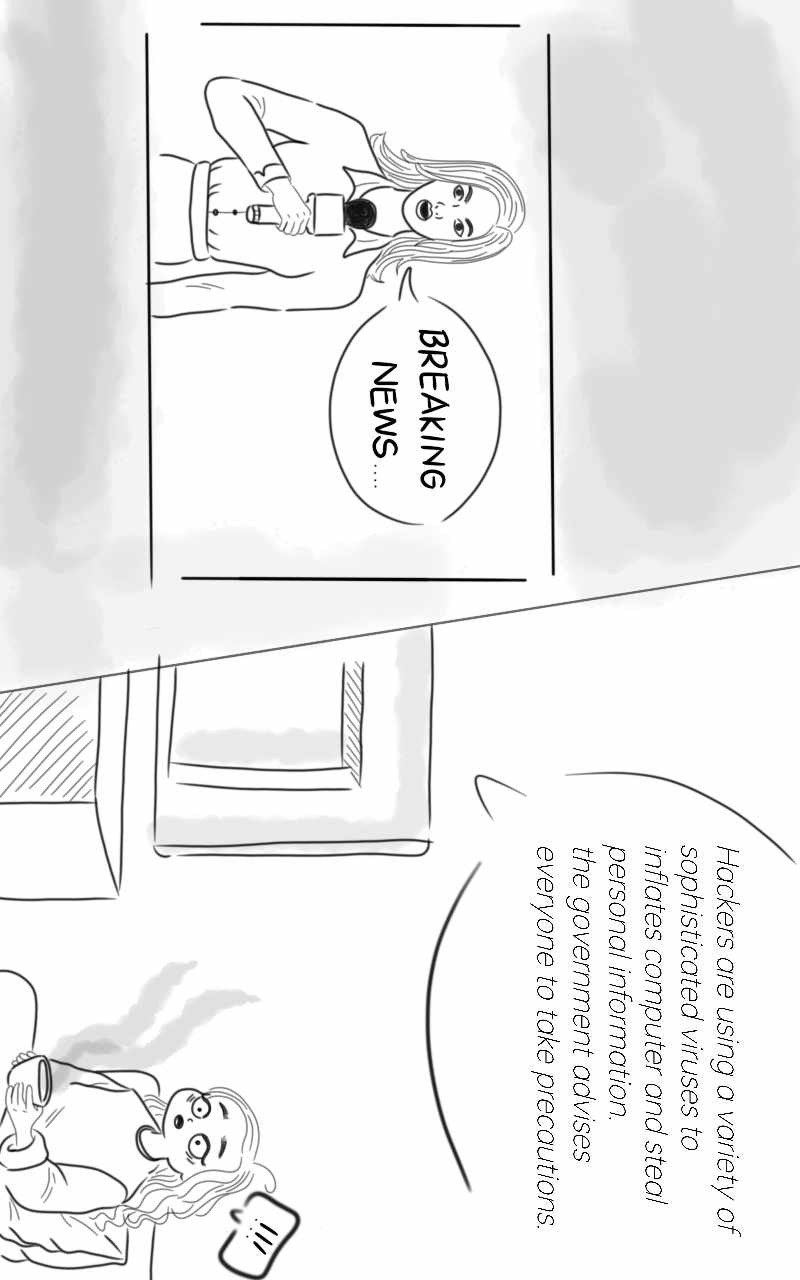 BREAKING
NEWS....
Hackers are using a variety of
sophisticated viruses to
inflates computer and steal
personal information.
the government advises
everyone to take precautions.
!!!